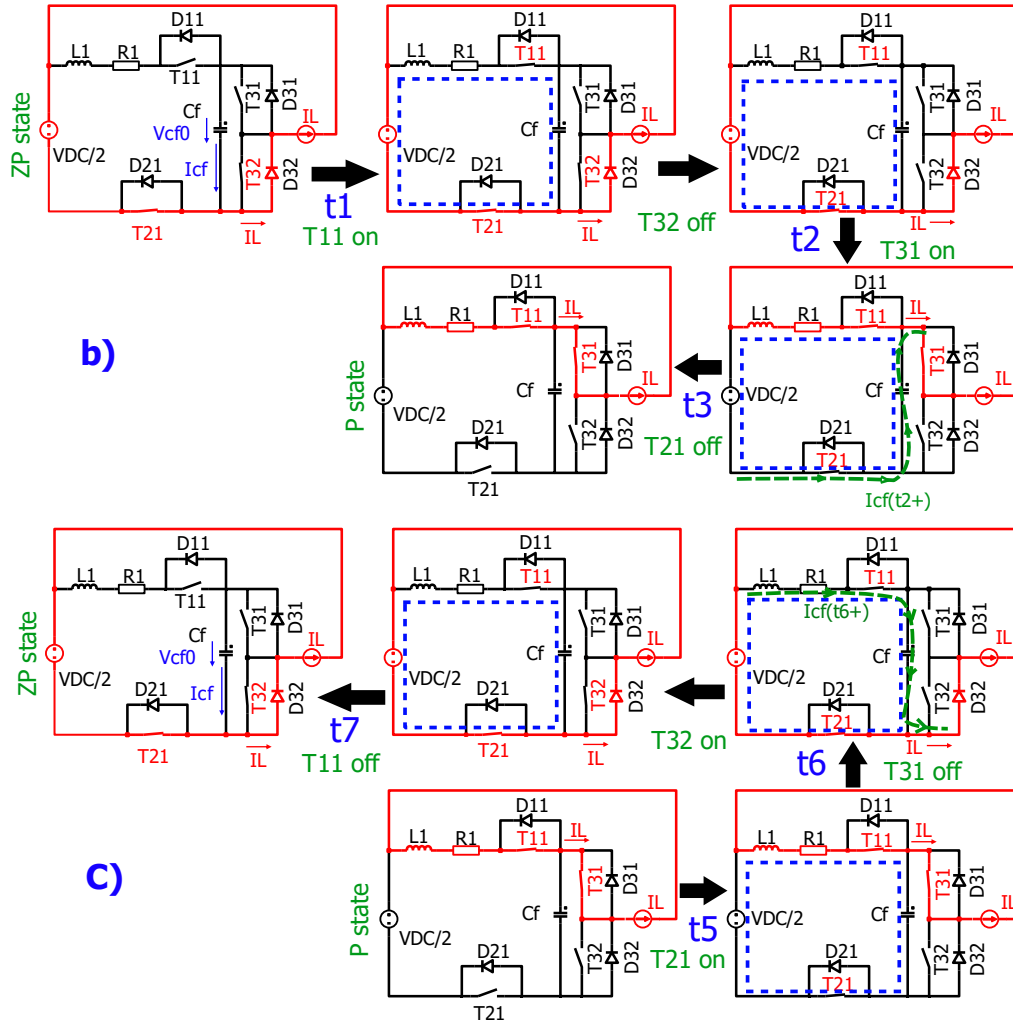 ZP state
L1
R1
D11
T11
Cf
Vcf0
Icf
VDC/2
D21
T21
T31
D31
T32
D32
IL
IL
t1
T11 on
L1
R1
D11
T11
Cf
VDC/2
D21
T21
T31
D31
T32
D32
IL
IL
T32 off
L1
R1
D11
T11
Cf
VDC/2
D21
T21
T31
D31
T32
D32
IL
IL
t2
T31 on
b)
P state
L1
R1
D11
T11
IL
Cf
VDC/2
D21
T21
T31
D31
T32
D32
IL
t3
T21 off
L1
R1
D11
T11
IL
Cf
VDC/2
D21
T21
T31
D31
T32
D32
IL
Icf(t2+)
ZP state
L1
R1
D11
T11
Cf
Vcf0
Icf
VDC/2
D21
T21
T31
D31
T32
D32
IL
IL
t7
T11 off
L1
R1
D11
T11
Cf
VDC/2
D21
T21
T31
D31
T32
D32
IL
IL
T32 on
L1
R1
D11
T11
Icf(t6+)
Cf
VDC/2
D21
T21
T31
D31
T32
D32
IL
IL
t6
T31 off
C)
P state
L1
R1
D11
T11
IL
Cf
VDC/2
D21
T21
T31
D31
T32
D32
IL
t5
T21 on
L1
R1
D11
T11
IL
Cf
VDC/2
D21
T21
T31
D31
T32
D32
IL